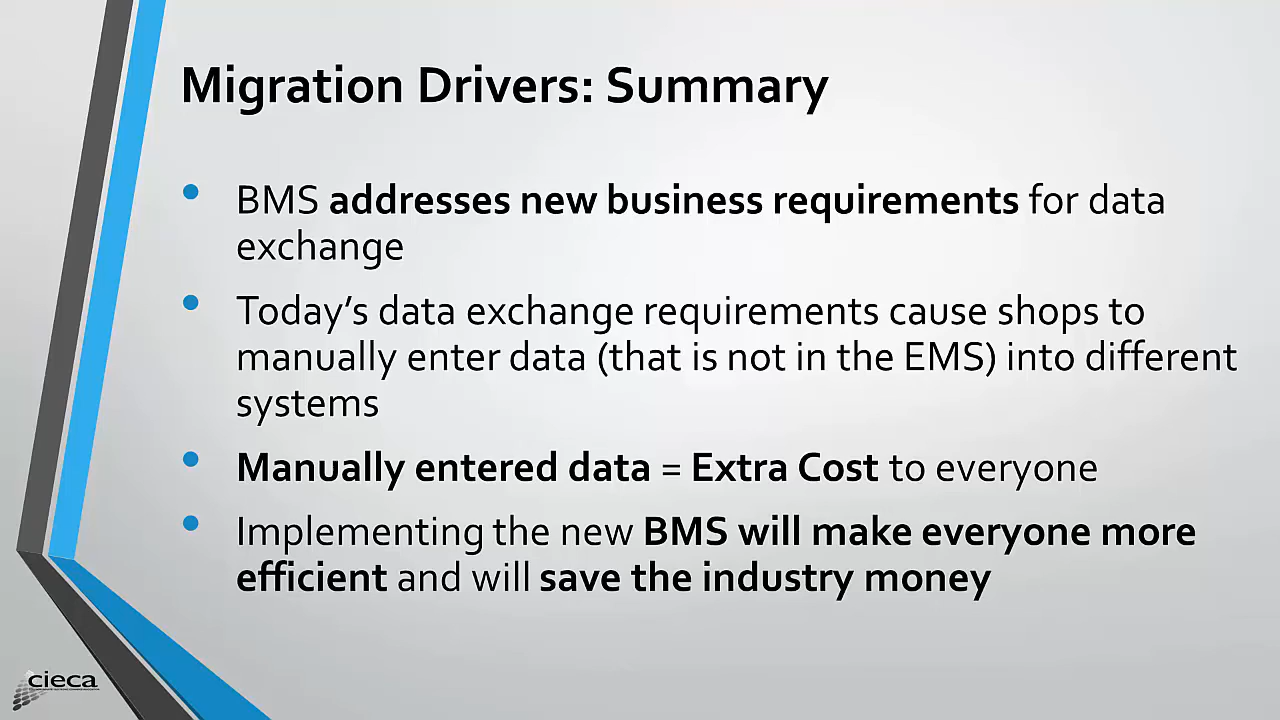 Migration Drivers: Summary
• BMS addresses new business requirements for data
exchange
• Today’s data exchange requirements cause shops to
manually enter data (that is not in the EMS) into different
systems
• Manually entered data = Extra Cost to everyone
• Implementing the new BMS will make everyone more
efficient and will save the industry money
cieca